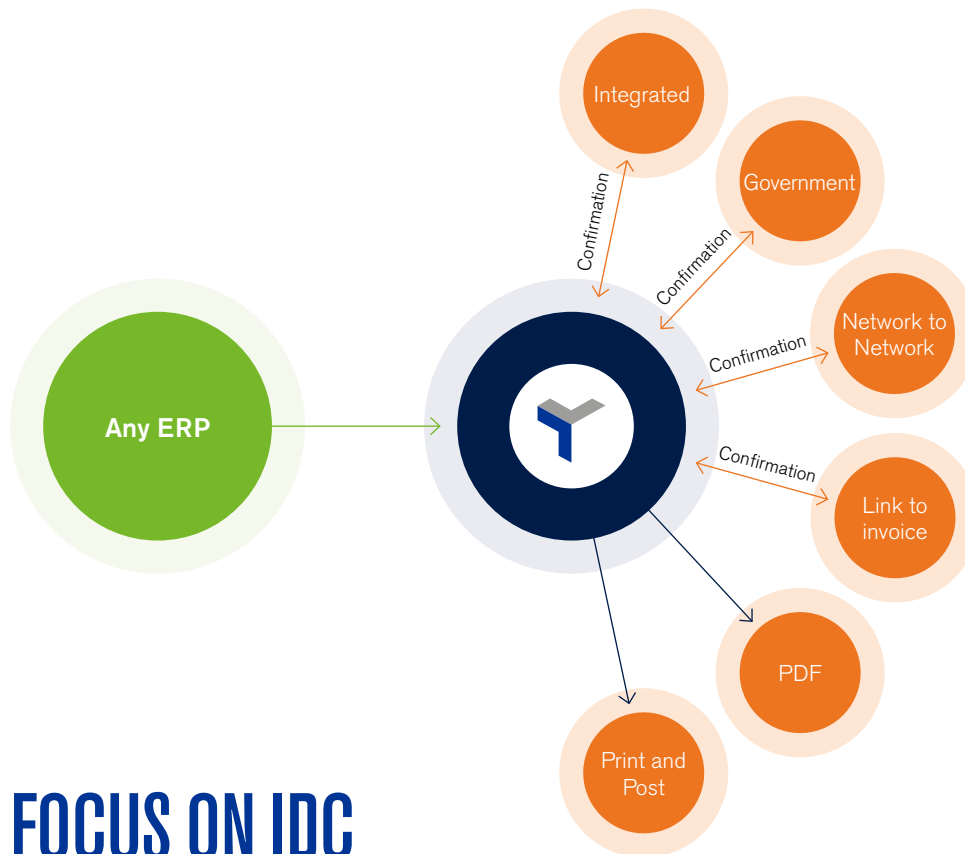 Integrated
Confirmation
Government
Confirmation
Network to
Network
Confirmation
Any ERP
Confirmation
Link to
invoice
PDF
Print and
Post
FOCUS ON IDC